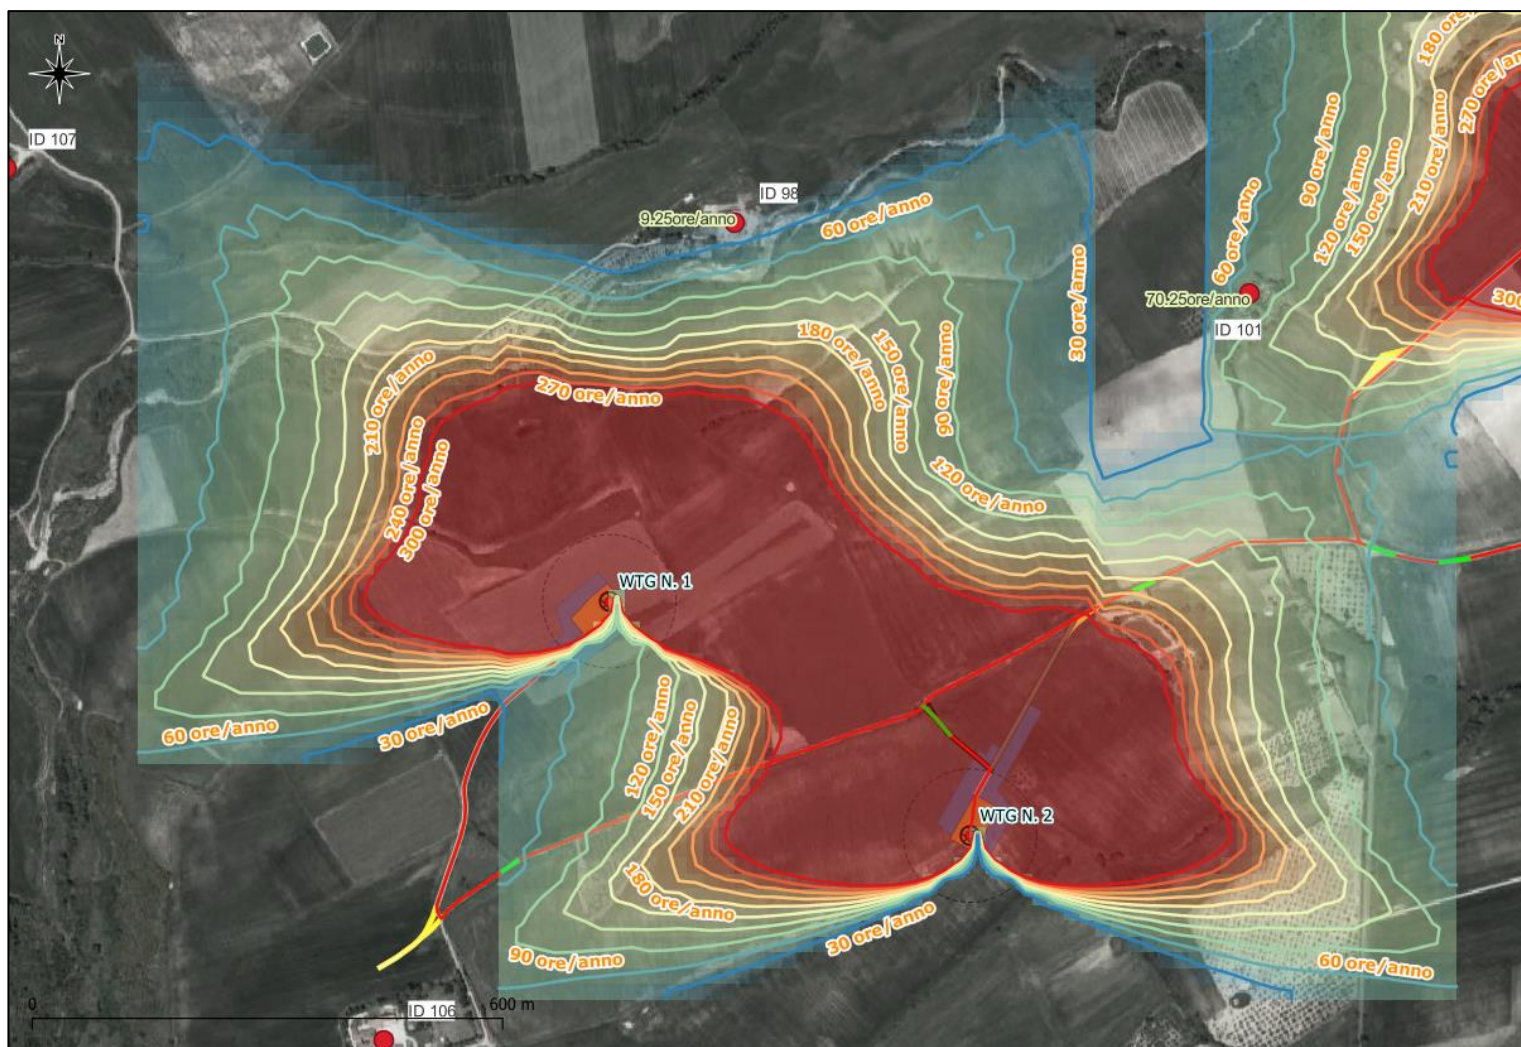 N
180 ore/anno
270 ore/anno
ID 107
90 ore/anno
210 ore/anno
120 ore/anno
150 ore/anno
ID 98
9.25ore/anno
60 ore/anno
60 ore/anno
70.25ore/anno
ID 101
300
30 ore/anno
180 ore/anno
150 ore/anno
90 ore/anno
210 ore/anno
270 ore/anno
240 ore/anno
300 ore/anno
120 ore/anno
WTG N. 1
60 ore/anno
30 ore/anno
120 ore/anno
150 ore/anno
210 ore/anno
WTG N. 2
180 ore/anno
30 ore/anno
90 ore/anno
60 ore/anno
0
600 m
ID 106